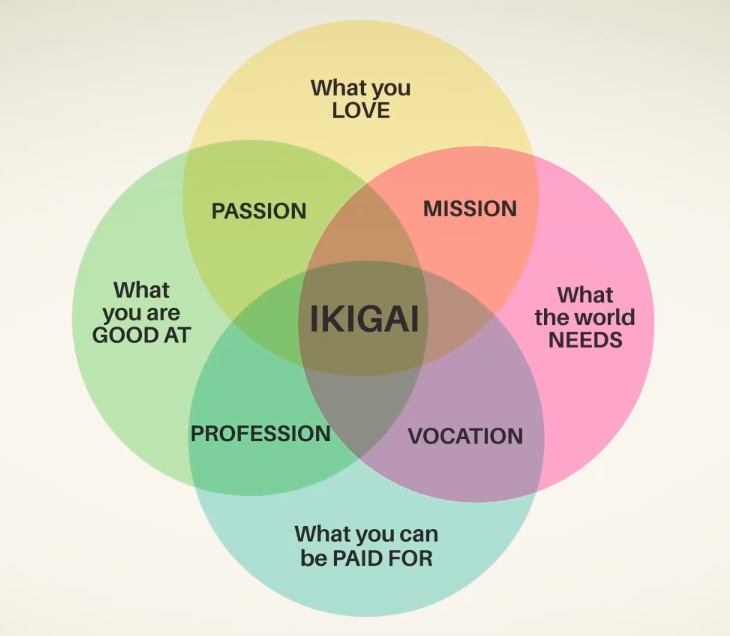 What you
LOVE
PASSION
MISSION
What
you are
GOOD AT
IKIGAI
What
the world
NEEDS
PROFESSION
VOCATION
What you can
be PAID FOR